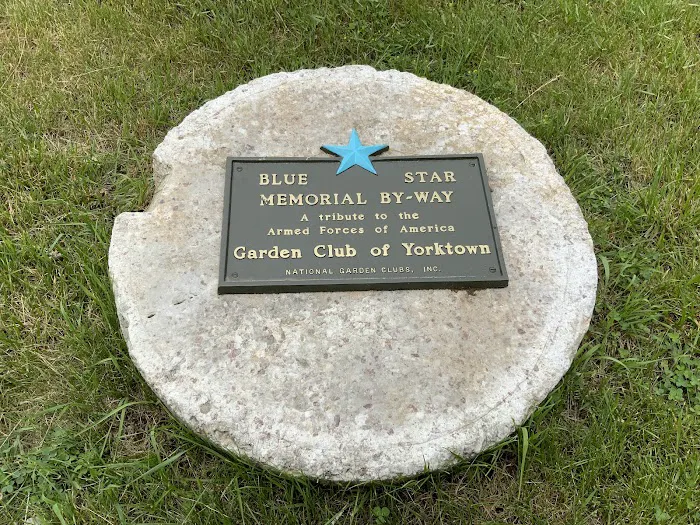 BLUE STAR
MEMORIAL BY-WAY
A tribute to the
Armed Forces of America
Garden Club of Yorktown
NATIONAL GARDEN CLUBS, INC.